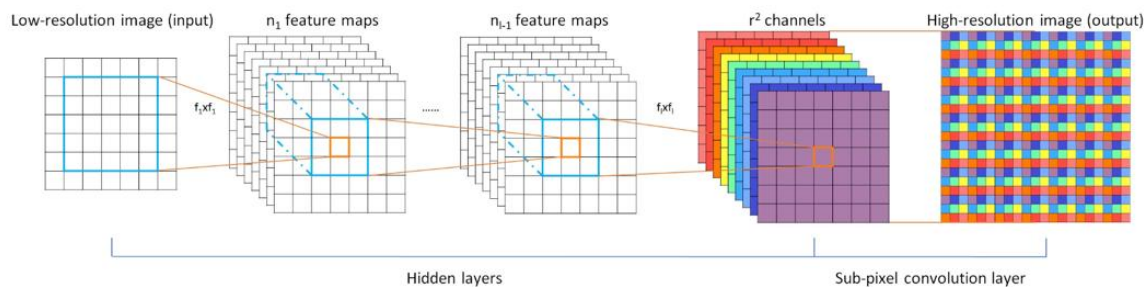 Low-resolution image (input)
n₁ feature maps
nₗ₋₁ feature maps
r² channels
High-resolution image (output)
f₁xf₁
......
fₗxfₗ
Hidden layers
Sub-pixel convolution layer